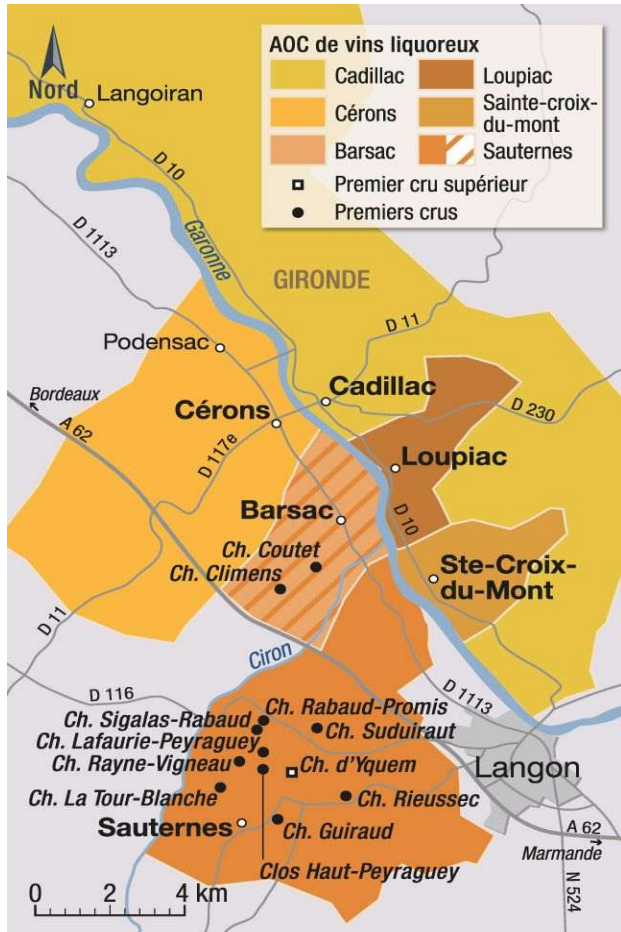 AOC de vins liquoreux
Cadillac
Loupiac
Cérons
Sainte-croix-
du-mont
Barsac
Sauternes
Premier cru supérieur
Premiers crus
Nord
Langoiran
D 10
D 1113
Garonne
GIRONDE
D 11
Podensac
Bordeaux
A 62
Cadillac
Cérons
D 230
D 117e
Loupiac
Barsac
D 10
Ch. Coutet
Ch. Climens
Ste-Croix-
du-Mont
D 11
Ciron
D 116
D 1113
Ch. Rabaud-Promis
Ch. Sigalas-Rabaud
Ch. Suduiraut
Ch. Lafaurie-Peyraguey
Ch. Rayne-Vigneau
Ch. d'Yquem
Langon
Ch. La Tour-Blanche
Ch. Rieussec
Sauternes
Ch. Guiraud
A 62
Marmande
Clos Haut-Peyraguey
N 524
0 2 4 km